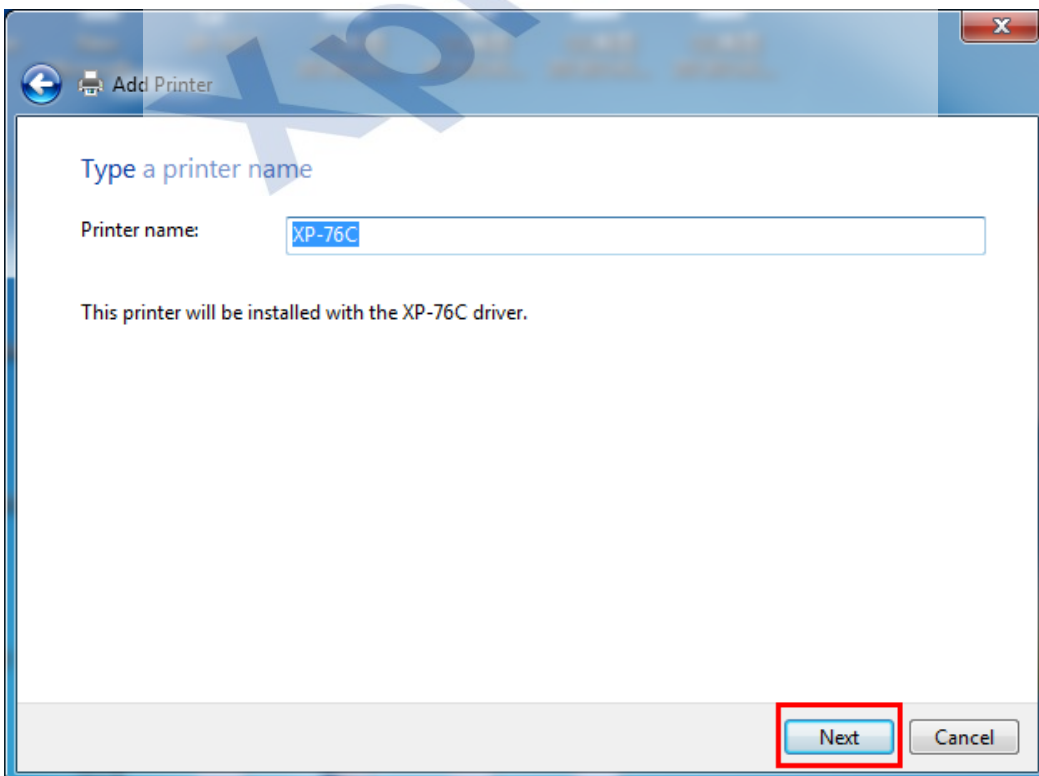 Add Printer
Type a printer name
Printer name: XP-76C
This printer will be installed with the XP-76C driver.
Next Cancel